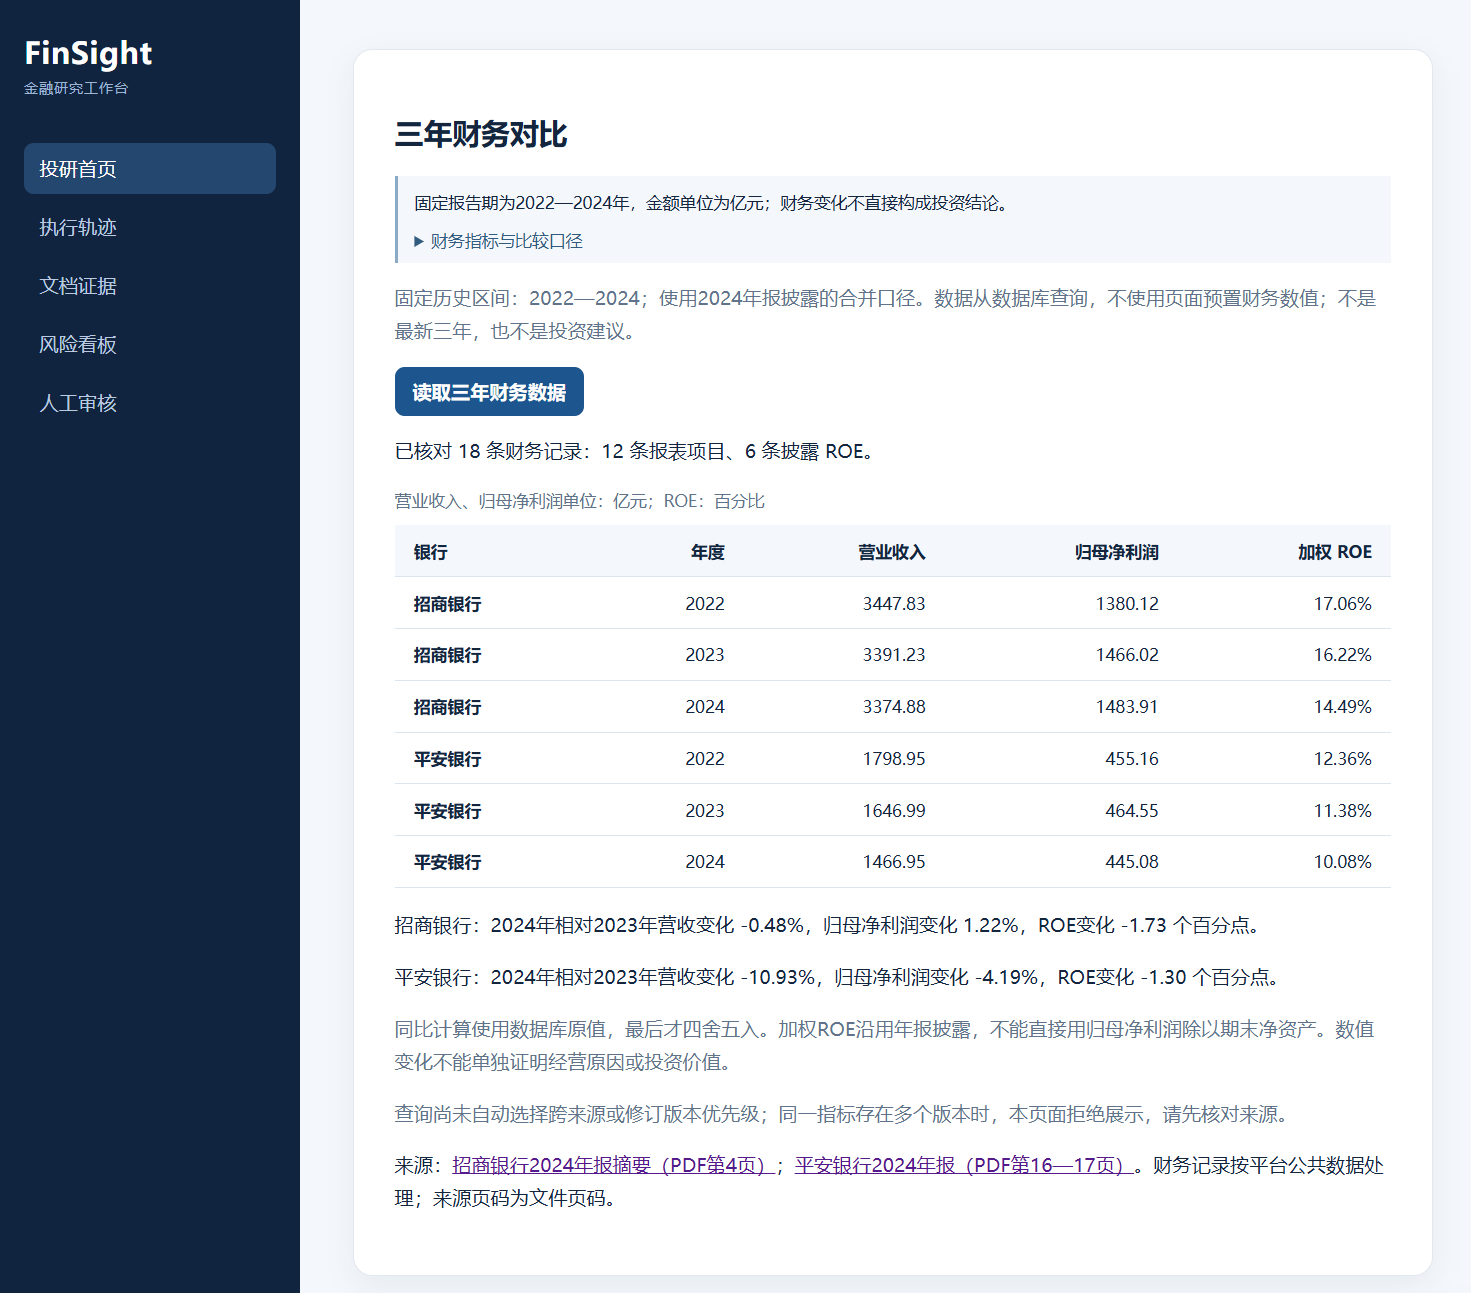 FinSight
金融研究工作台
投研首页
执行轨迹
文档证据
风险看板
人工审核
三年财务对比
固定报告期为2022—2024年，金额单位为亿元；财务变化不直接构成投资结论。
▶ 财务指标与比较口径
固定历史区间：2022—2024；使用2024年报披露的合并口径。数据从数据库查询，不使用页面预置财务数值；不是
最新三年，也不是投资建议。
读取三年财务数据
已核对 18 条财务记录：12 条报表项目、6 条披露 ROE。
营业收入、归母净利润单位：亿元；ROE：百分比
银行 年度 营业收入 归母净利润 加权 ROE
招商银行 2022 3447.83 1380.12 17.06%
招商银行 2023 3391.23 1466.02 16.22%
招商银行 2024 3374.88 1483.91 14.49%
平安银行 2022 1798.95 455.16 12.36%
平安银行 2023 1646.99 464.55 11.38%
平安银行 2024 1466.95 445.08 10.08%
招商银行：2024年相对2023年营收变化 -0.48%，归母净利润变化 1.22%，ROE变化 -1.73 个百分点。
平安银行：2024年相对2023年营收变化 -10.93%，归母净利润变化 -4.19%，ROE变化 -1.30 个百分点。
同比计算使用数据库原值，最后才四舍五入。加权ROE沿用年报披露，不能直接用归母净利润除以期末净资产。数值
变化不能单独证明经营原因或投资价值。
查询尚未自动选择跨来源或修订版本优先级；同一指标存在多个版本时，本页面拒绝展示，请先核对来源。
来源：招商银行2024年报摘要（PDF第4页）；平安银行2024年报（PDF第16—17页）。财务记录按平台公共数据处
理；来源页码为文件页码。